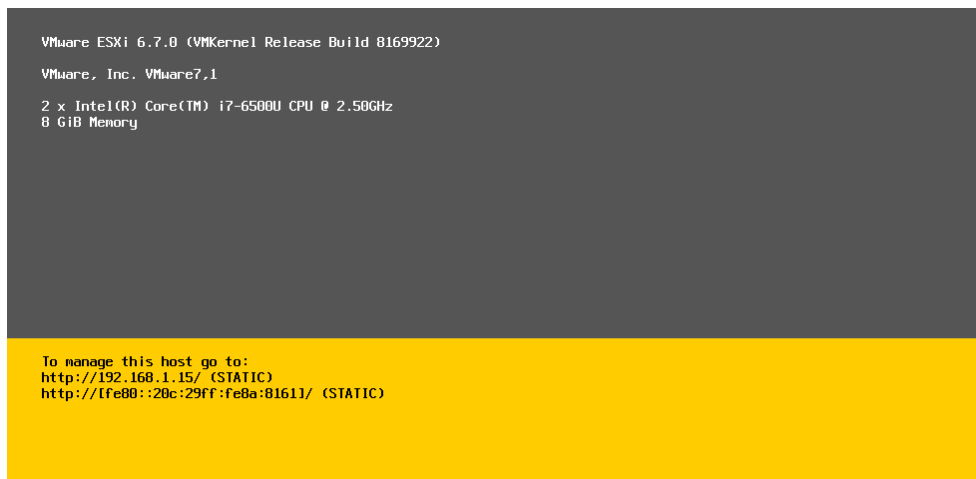 VMware ESXi 6.7.0 (VMKernel Release Build 8169922)
VMware, Inc. VMware7,1
2 x Intel(R) Core(TM) i7-6500U CPU @ 2.50GHz
8 GiB Memory
To manage this host go to:
http://192.168.1.15/ (STATIC)
http://[fe80::20c:29ff:fe8a:8161]/ (STATIC)